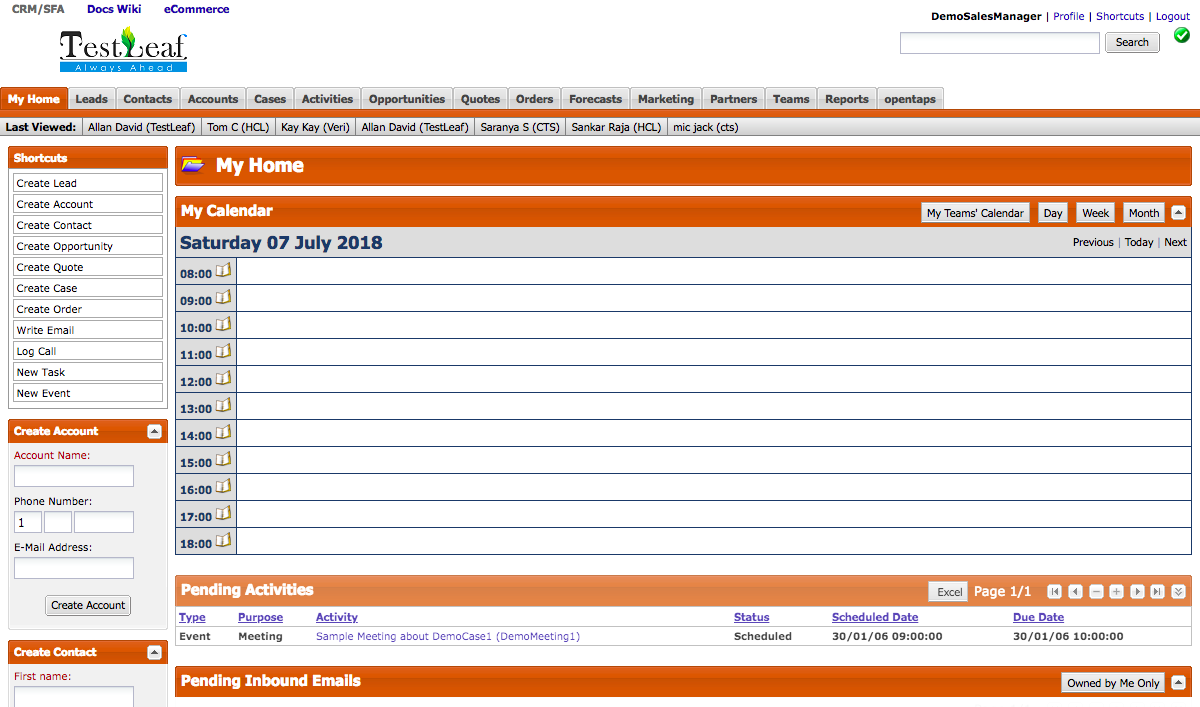 CRM/SFA Docs Wiki eCommerce
DemoSalesManager | Profile | Shortcuts | Logout
TestLeaf
Always Ahead
Search
My Home Leads Contacts Accounts Cases Activities Opportunities Quotes Orders Forecasts Marketing Partners Teams Reports opentaps
Last Viewed: Allan David (TestLeaf) Tom C (HCL) Kay Kay (Veri) Allan David (TestLeaf) Saranya S (CTS) Sankar Raja (HCL) mic jack (cts)
Shortcuts
Create Lead
Create Account
Create Contact
Create Opportunity
Create Quote
Create Case
Create Order
Write Email
Log Call
New Task
New Event
Create Account
Account Name:
Phone Number:
1
E-Mail Address:
Create Account
Create Contact
First name:
My Home
My Calendar My Teams' Calendar Day Week Month
Saturday 07 July 2018 Previous | Today | Next
08:00
09:00
10:00
11:00
12:00
13:00
14:00
15:00
16:00
17:00
18:00
Pending Activities Excel Page 1/1
Type Purpose Activity Status Scheduled Date Due Date
Event Meeting Sample Meeting about DemoCase1 (DemoMeeting1) Scheduled 30/01/06 09:00:00 30/01/06 10:00:00
Pending Inbound Emails Owned by Me Only